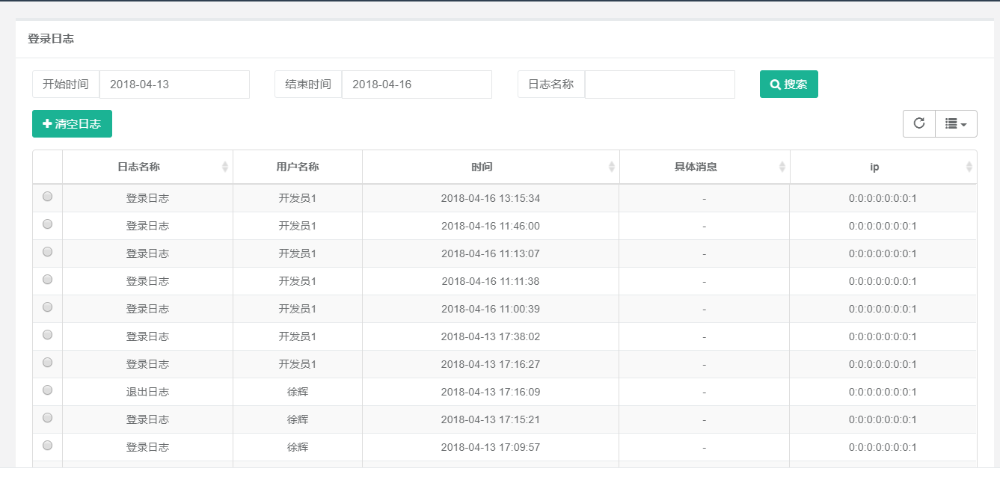 登录日志
开始时间 2018-04-13 结束时间 2018-04-16 日志名称 搜索
清空日志
日志名称 用户名称 时间 具体消息 ip
登录日志 开发员1 2018-04-16 13:15:34 - 0:0:0:0:0:0:0:1
登录日志 开发员1 2018-04-16 11:46:00 - 0:0:0:0:0:0:0:1
登录日志 开发员1 2018-04-16 11:13:07 - 0:0:0:0:0:0:0:1
登录日志 开发员1 2018-04-16 11:11:38 - 0:0:0:0:0:0:0:1
登录日志 开发员1 2018-04-16 11:00:39 - 0:0:0:0:0:0:0:1
登录日志 开发员1 2018-04-13 17:38:02 - 0:0:0:0:0:0:0:1
登录日志 开发员1 2018-04-13 17:16:27 - 0:0:0:0:0:0:0:1
退出日志 徐辉 2018-04-13 17:16:09 - 0:0:0:0:0:0:0:1
登录日志 徐辉 2018-04-13 17:15:21 - 0:0:0:0:0:0:0:1
登录日志 徐辉 2018-04-13 17:09:57 - 0:0:0:0:0:0:0:1